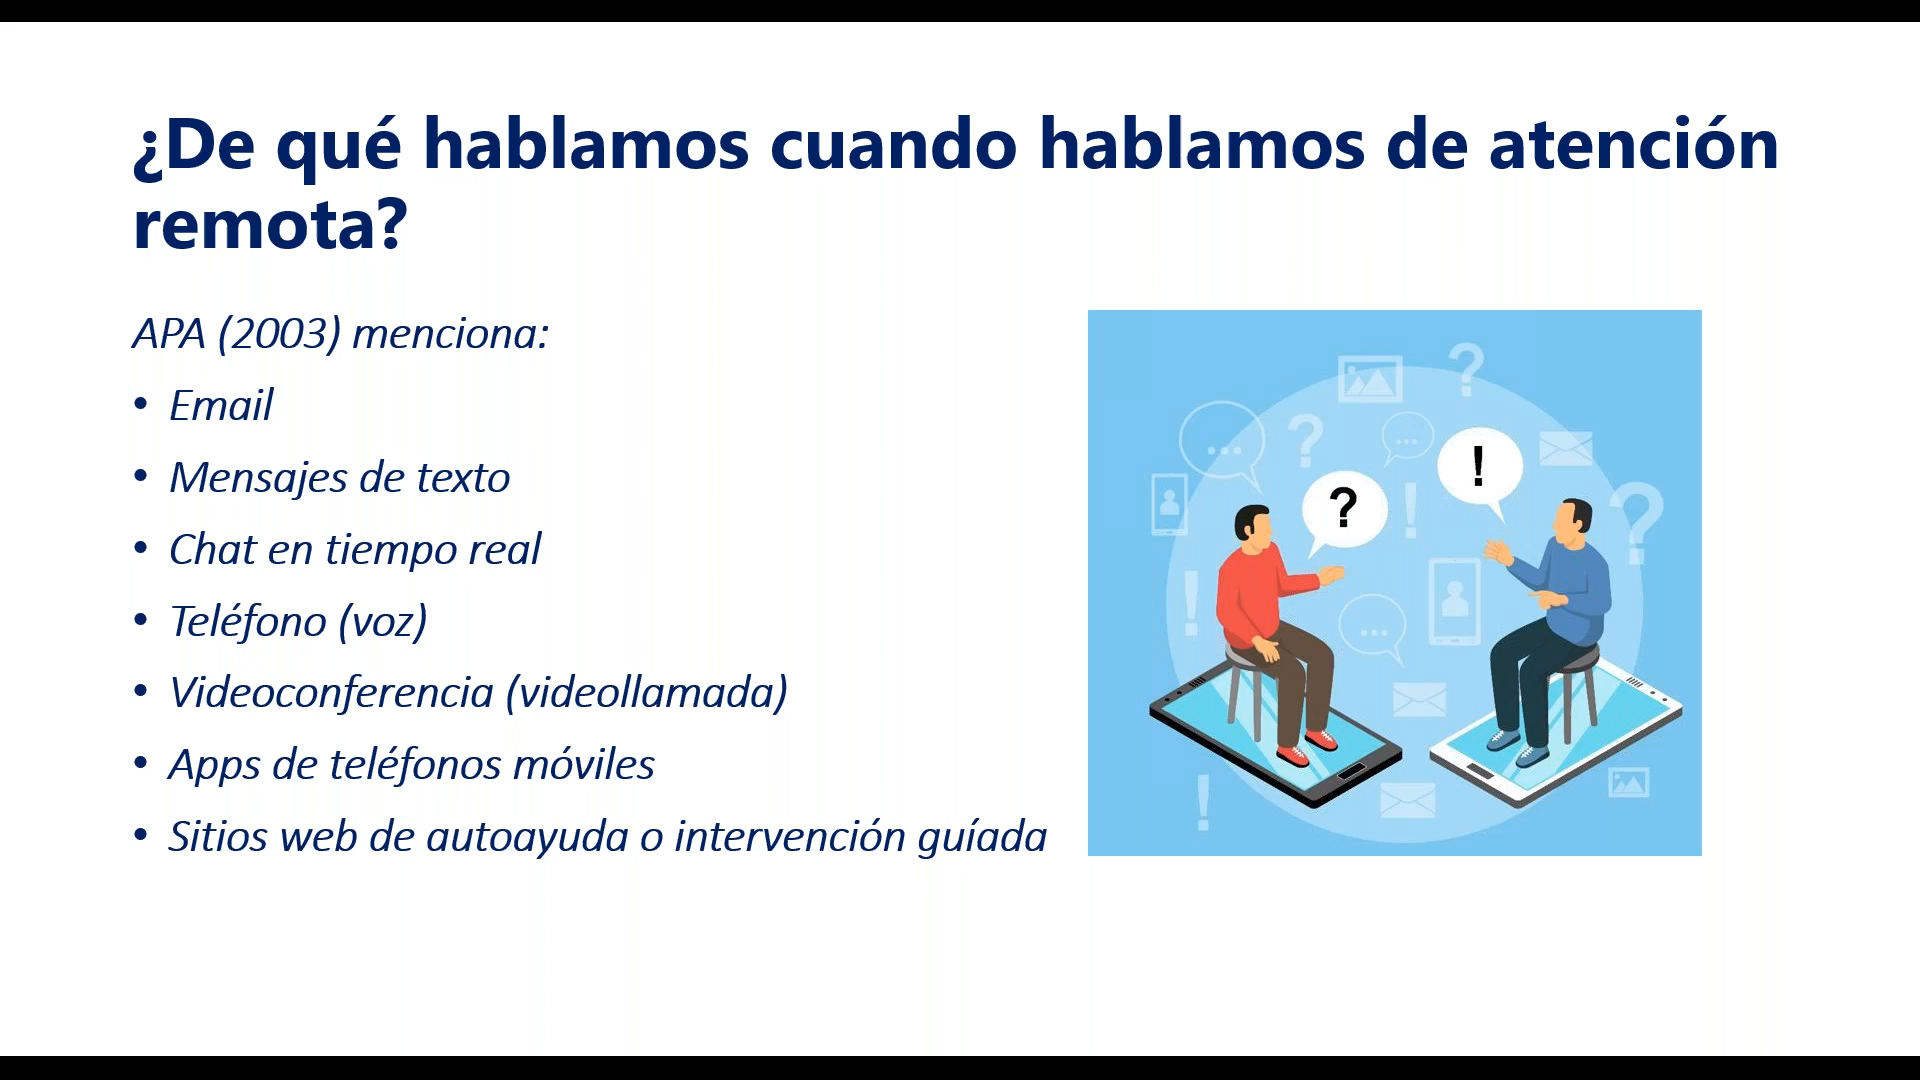 ¿De qué hablamos cuando hablamos de atención
remota?
APA (2003) menciona:
• Email
• Mensajes de texto
• Chat en tiempo real
• Teléfono (voz)
• Videoconferencia (videollamada)
• Apps de teléfonos móviles
• Sitios web de autoayuda o intervención guíada
?
!